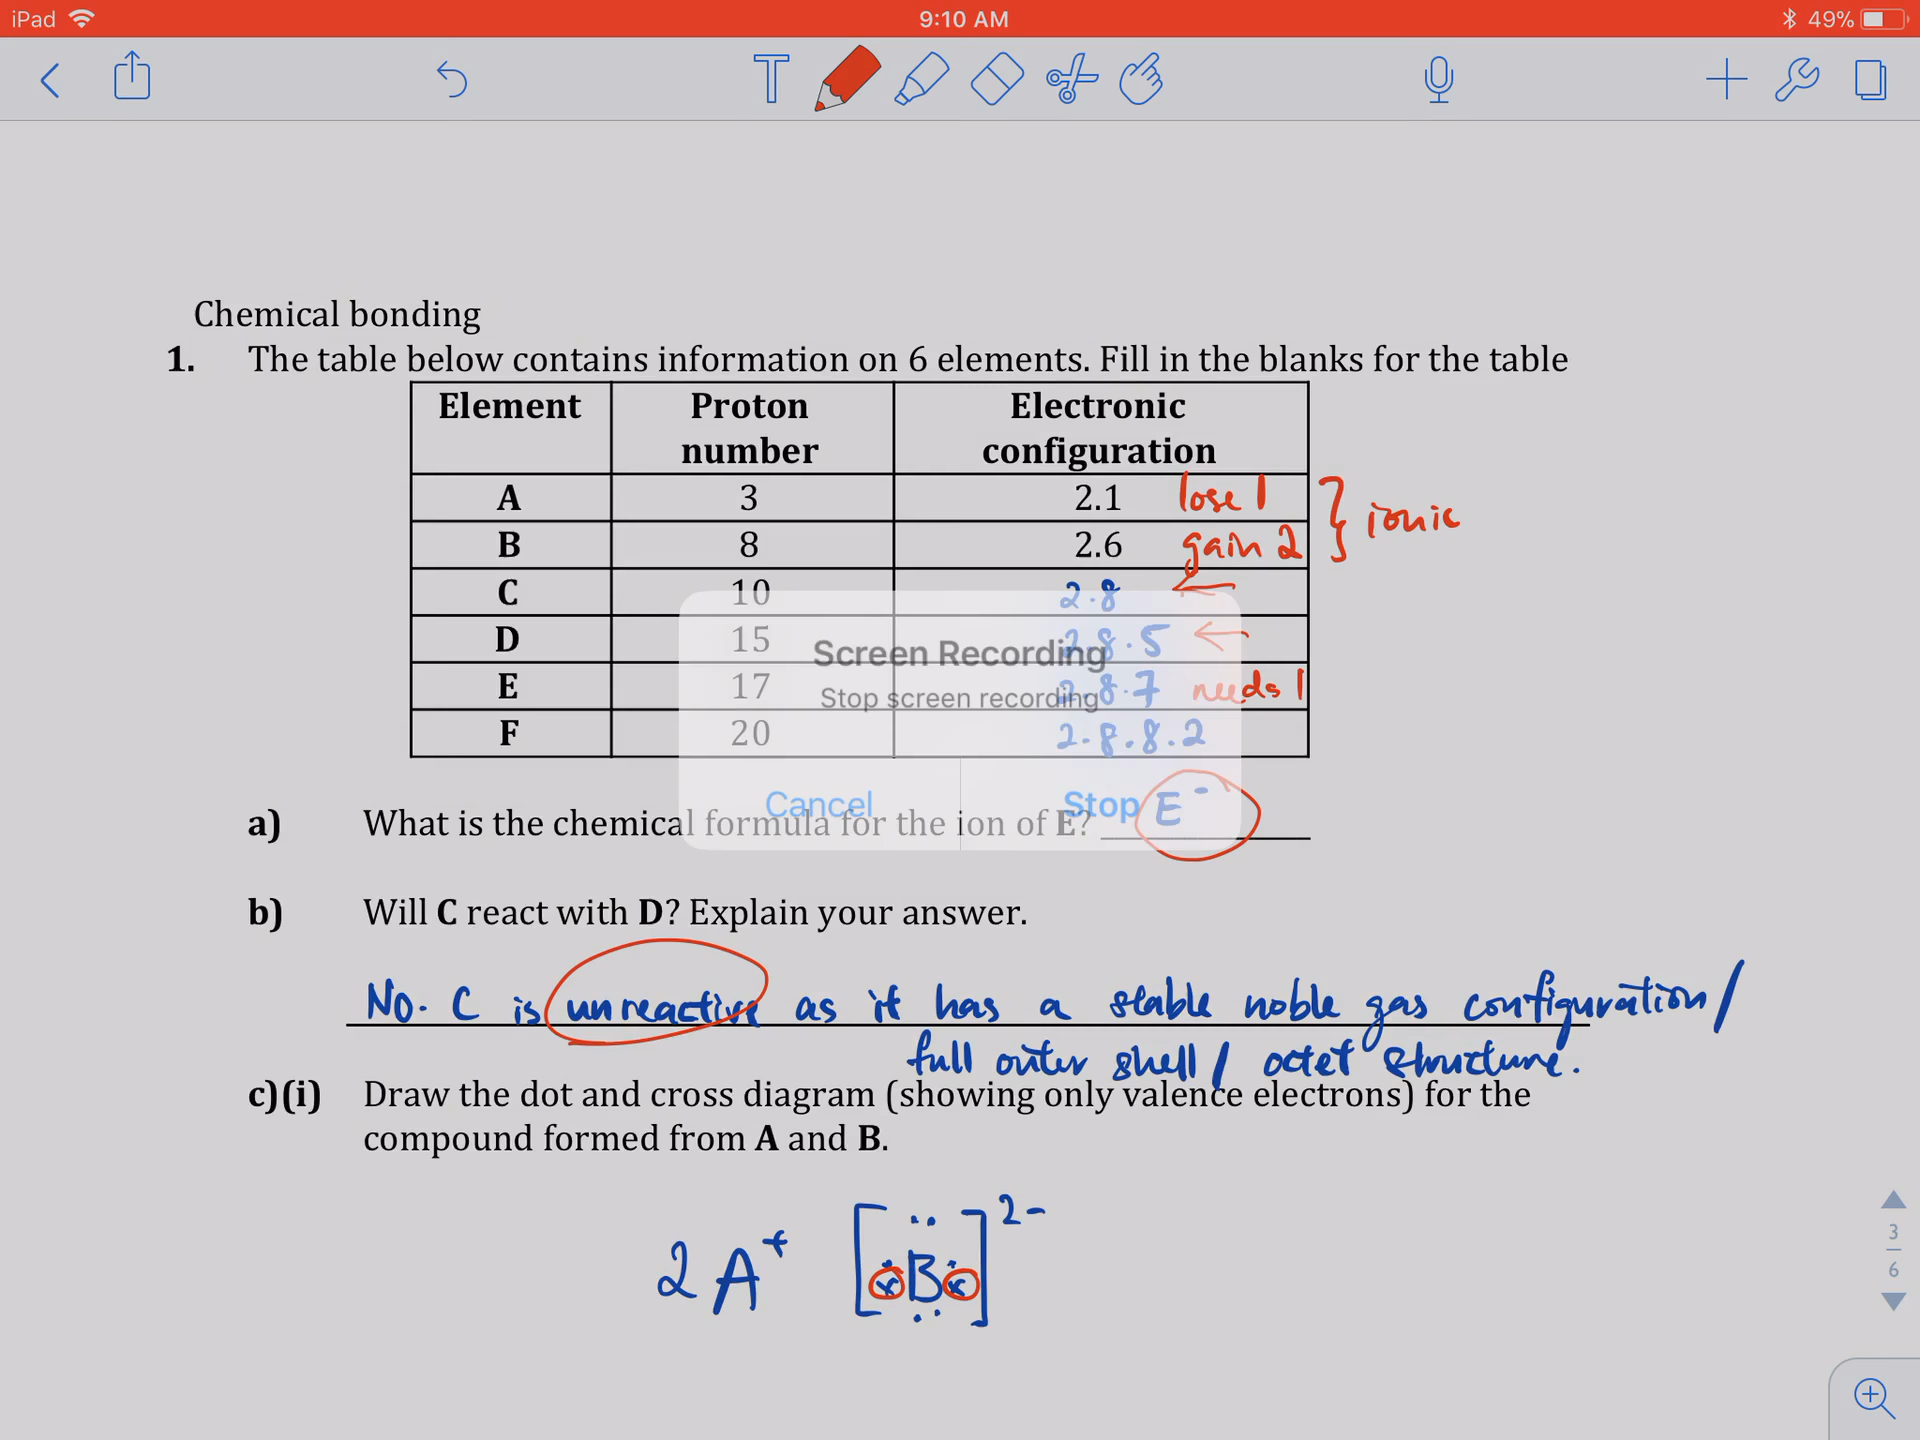 iPad 9:10 AM 49%
T
Chemical bonding
1. The table below contains information on 6 elements. Fill in the blanks for the table
Element Proton number Electronic configuration
A 3 2.1 lose 1
B 8 2.6 gain 2 } ionic
C 10 2.8 ←
D 15 2.8.5 ←
E 17 2.8.7 needs 1
F 20 2.8.8.2
Screen Recording
Stop screen recording
Cancel Stop
a) What is the chemical formula for the ion of E? E⁻
b) Will C react with D? Explain your answer.
No. C is unreactive as it has a stable noble gas configuration/
full outer shell/ octet structure.
c)(i) Draw the dot and cross diagram (showing only valence electrons) for the
compound formed from A and B.
2 A⁺ [B]²⁻
3
6